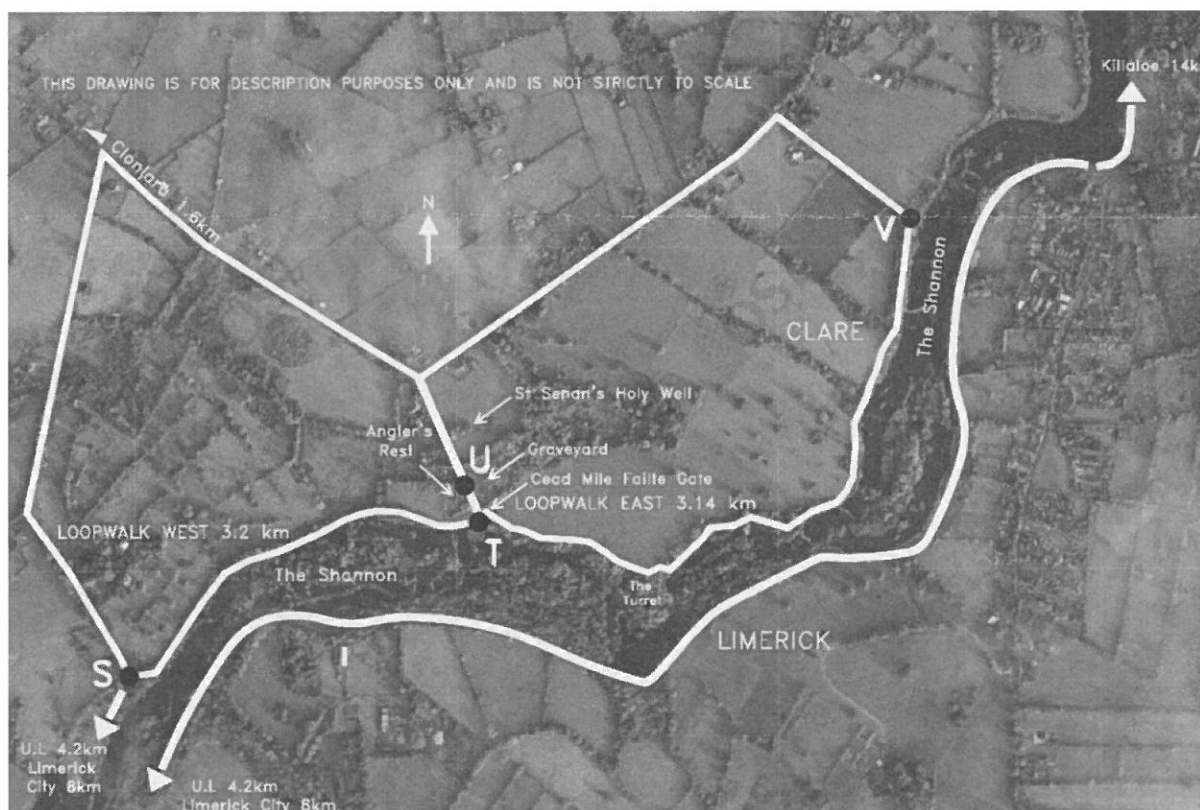 Killaloe 14k
THIS DRAWING IS FOR DESCRIPTION PURPOSES ONLY AND IS NOT STRICTLY TO SCALE
Clonlara 1.6km
N
V
The Shannon
CLARE
St Senan's Holy Well
Angler's
Rest
U
Graveyard
Cead Mile Failte Gate
LOOPWALK EAST 3.14 km
LOOPWALK WEST 3.2 km
T
The Shannon
The
Turret
LIMERICK
S
U.L 4.2km
Limerick
City 8km
U.L 4.2km
Limerick City 8km